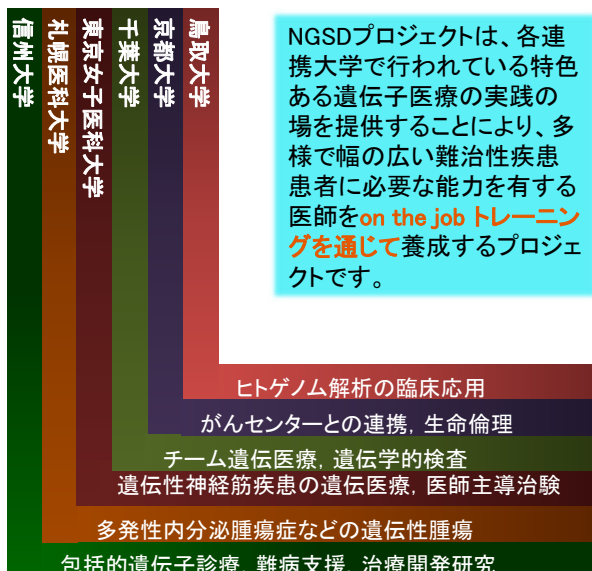 信州大学
札幌医科大学
東京女子医科大学
千葉大学
京都大学
鳥取大学
NGSDプロジェクトは、各連
携大学で行われている特色
ある遺伝子医療の実践の
場を提供することにより、多
様で幅の広い難治性疾患
患者に必要な能力を有する
医師をon the job トレーニン
グを通じて養成するプロジェ
クトです。
ヒトゲノム解析の臨床応用
がんセンターとの連携, 生命倫理
チーム遺伝医療, 遺伝学的検査
遺伝性神経筋疾患の遺伝医療, 医師主導治験
多発性内分泌腫瘍症などの遺伝性腫瘍
包括的遺伝子診療, 難病支援, 治療開発研究